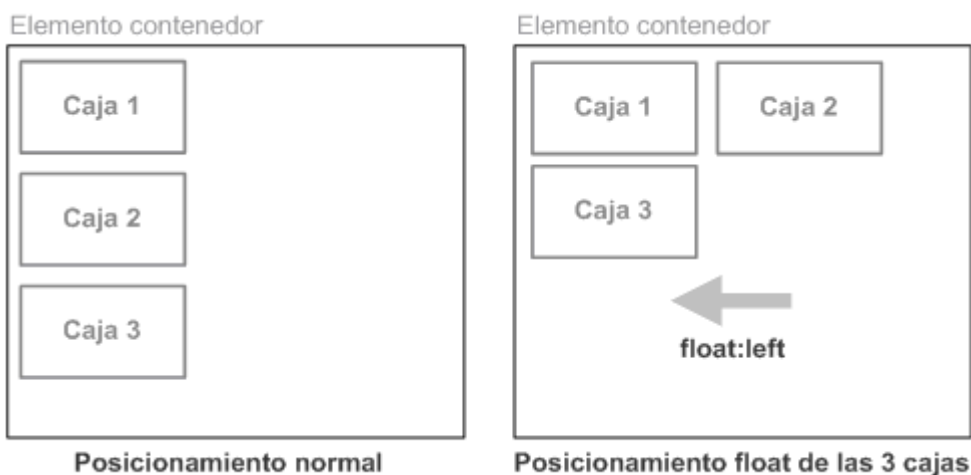 Elemento contenedor
Caja 1
Caja 2
Caja 3
Posicionamiento normal
Elemento contenedor
Caja 1
Caja 2
Caja 3
float:left
Posicionamiento float de las 3 cajas